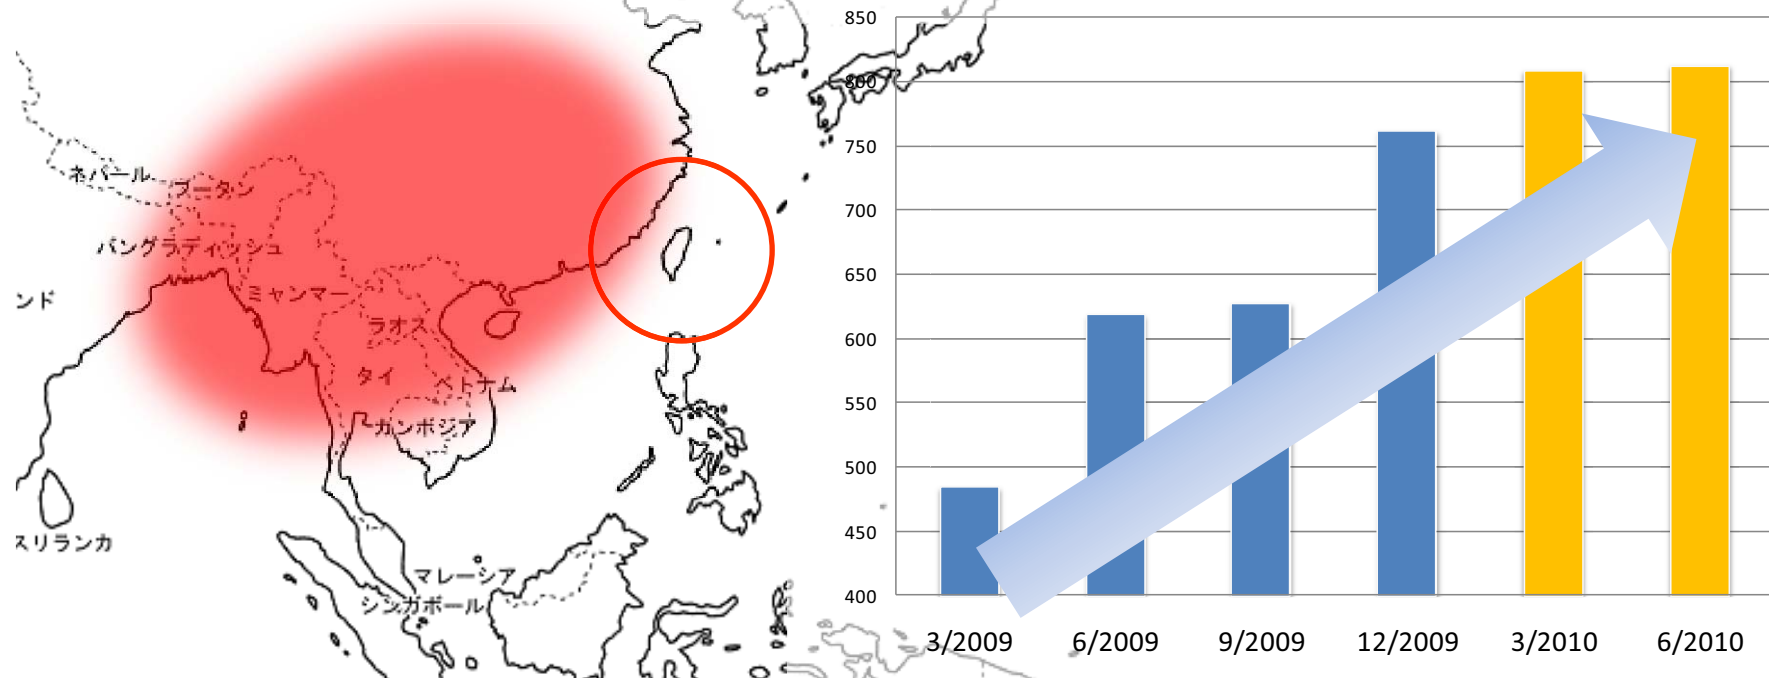 ネパール
ブータン
バングラディッシュ
ンド
ミャンマー
ラオス
タイ
ベトナム
カンボジア
スリランカ
マレーシア
シンガポール
850
800
750
700
650
600
550
500
450
400
3/2009
6/2009
9/2009
12/2009
3/2010
6/2010